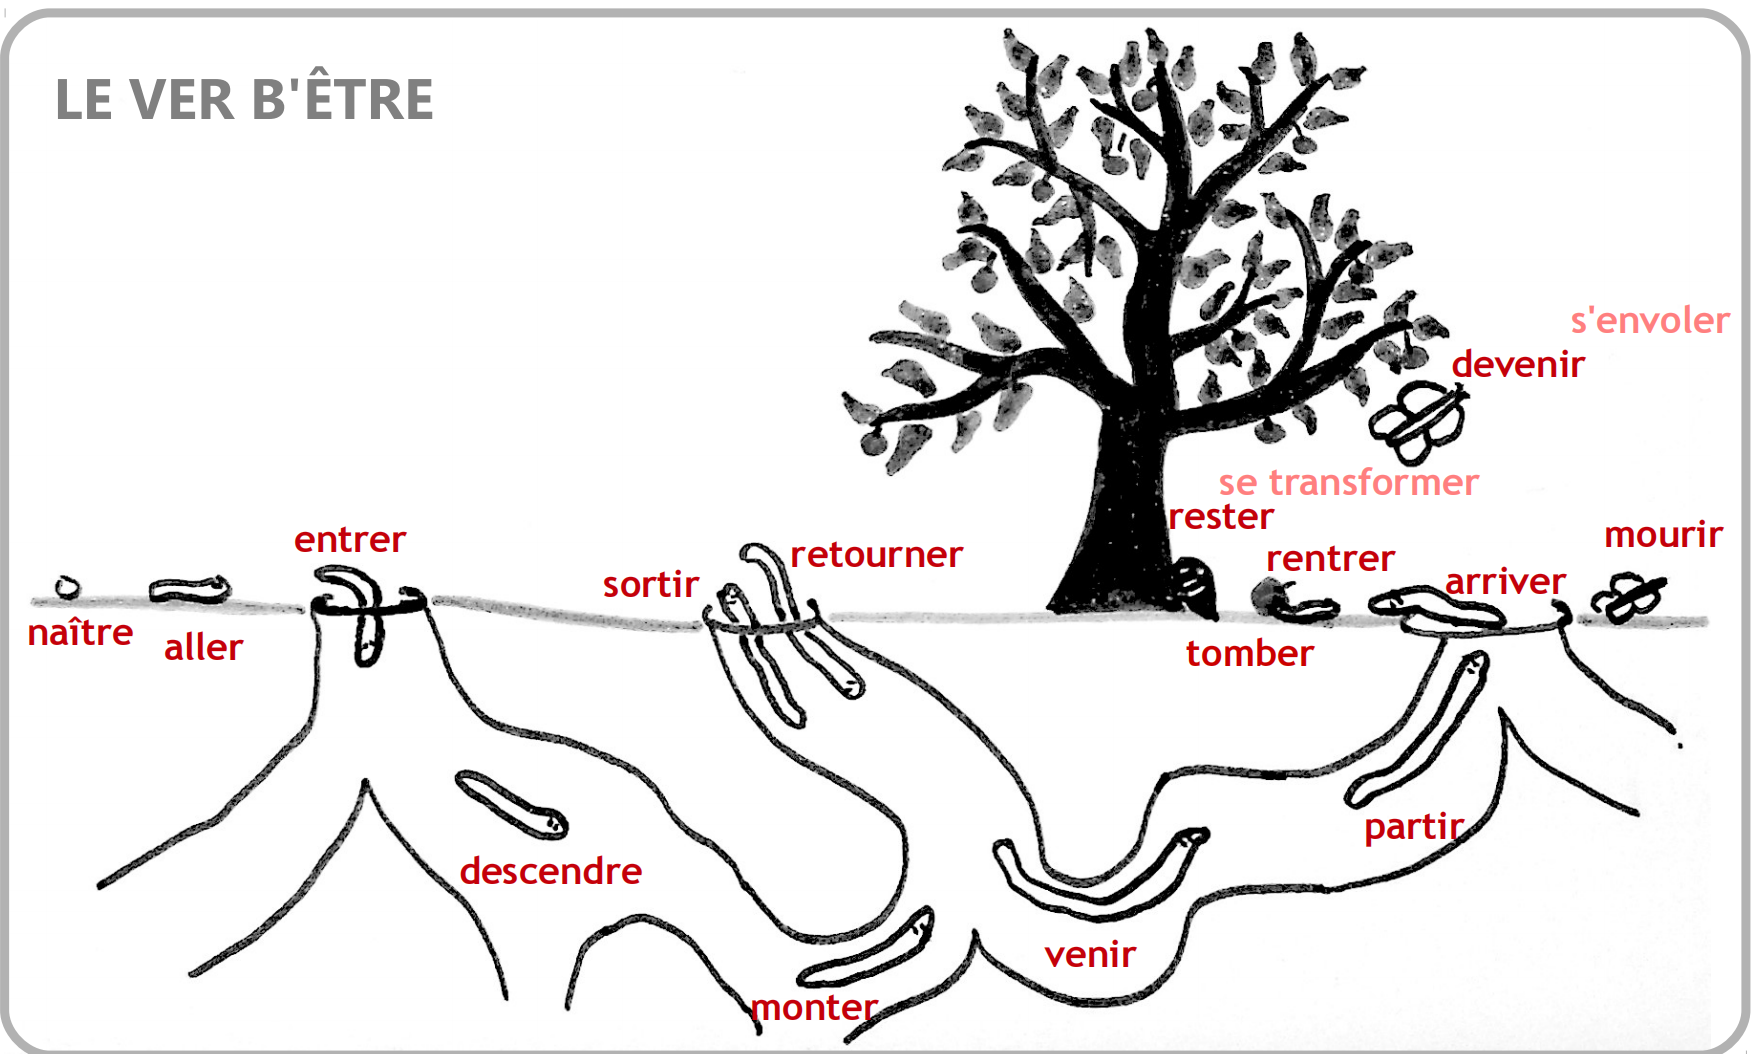 LE VER B'ÊTRE
s'envoler
devenir
se transformer
rester
mourir
entrer
retourner
rentrer
sortir
arriver
naître
aller
tomber
partir
descendre
venir
monter